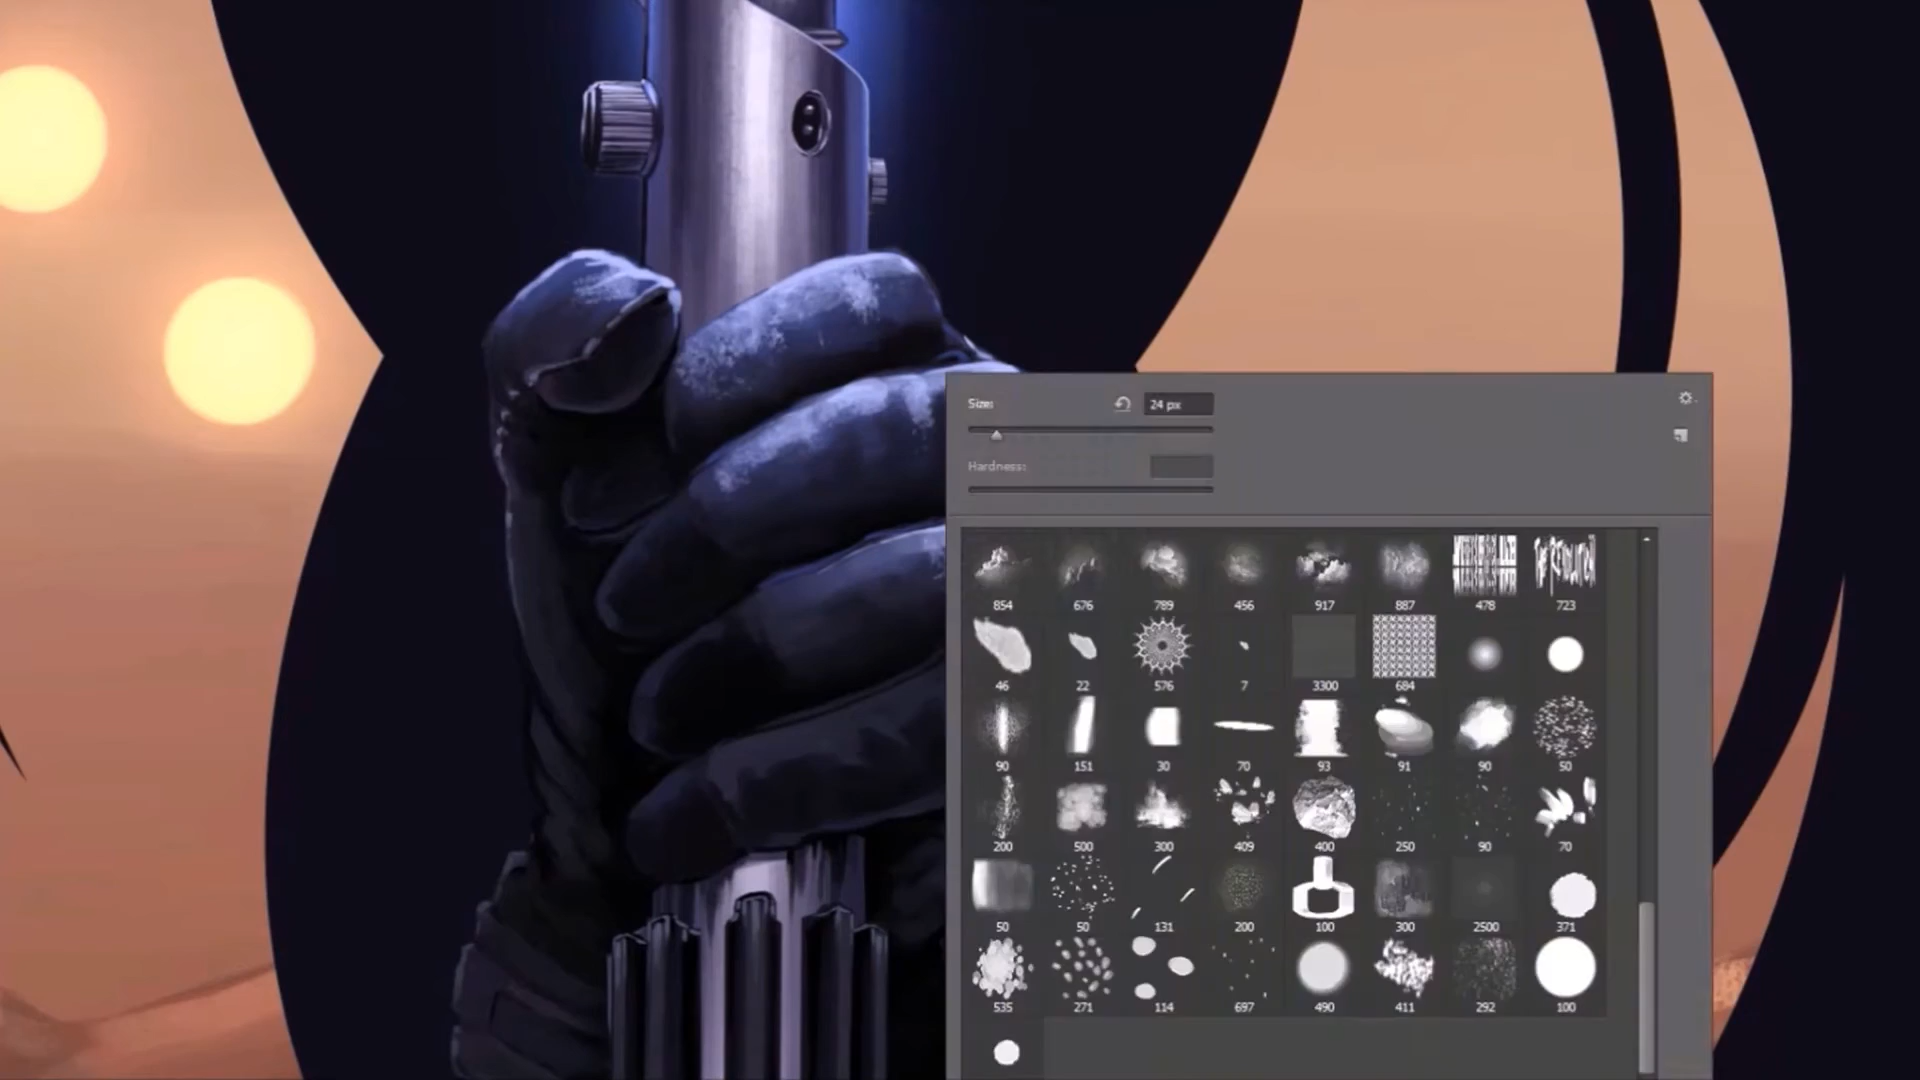 Size:
24 px
Hardness:
854 676 789 456 917 887 478 723
46 22 576 7 3300 684
90 151 30 70 93 91 90 50
200 500 300 409 400 250 90 70
50 50 131 200 100 300 2500 371
535 271 114 697 490 411 292 100